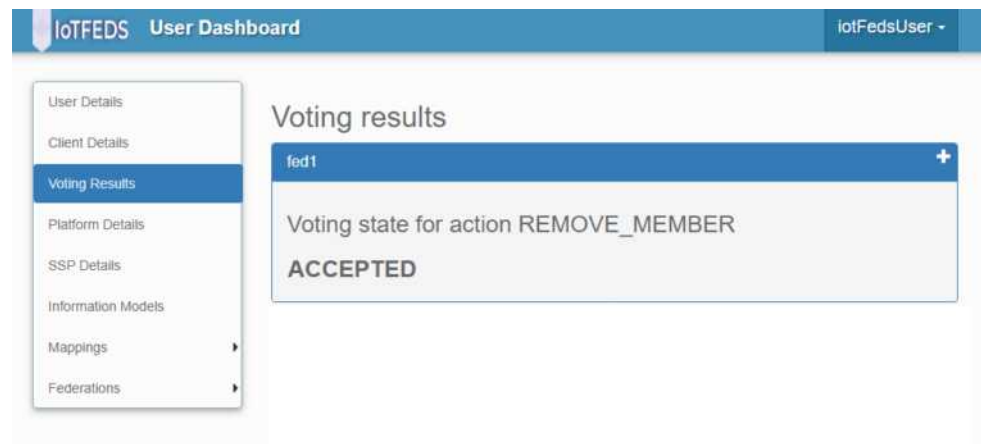 IoTFEDS User Dashboard
iotFedsUser
User Details
Client Details
Voting Results
Platform Details
SSP Details
Information Models
Mappings
Federations
Voting results
fed1
Voting state for action REMOVE_MEMBER
ACCEPTED